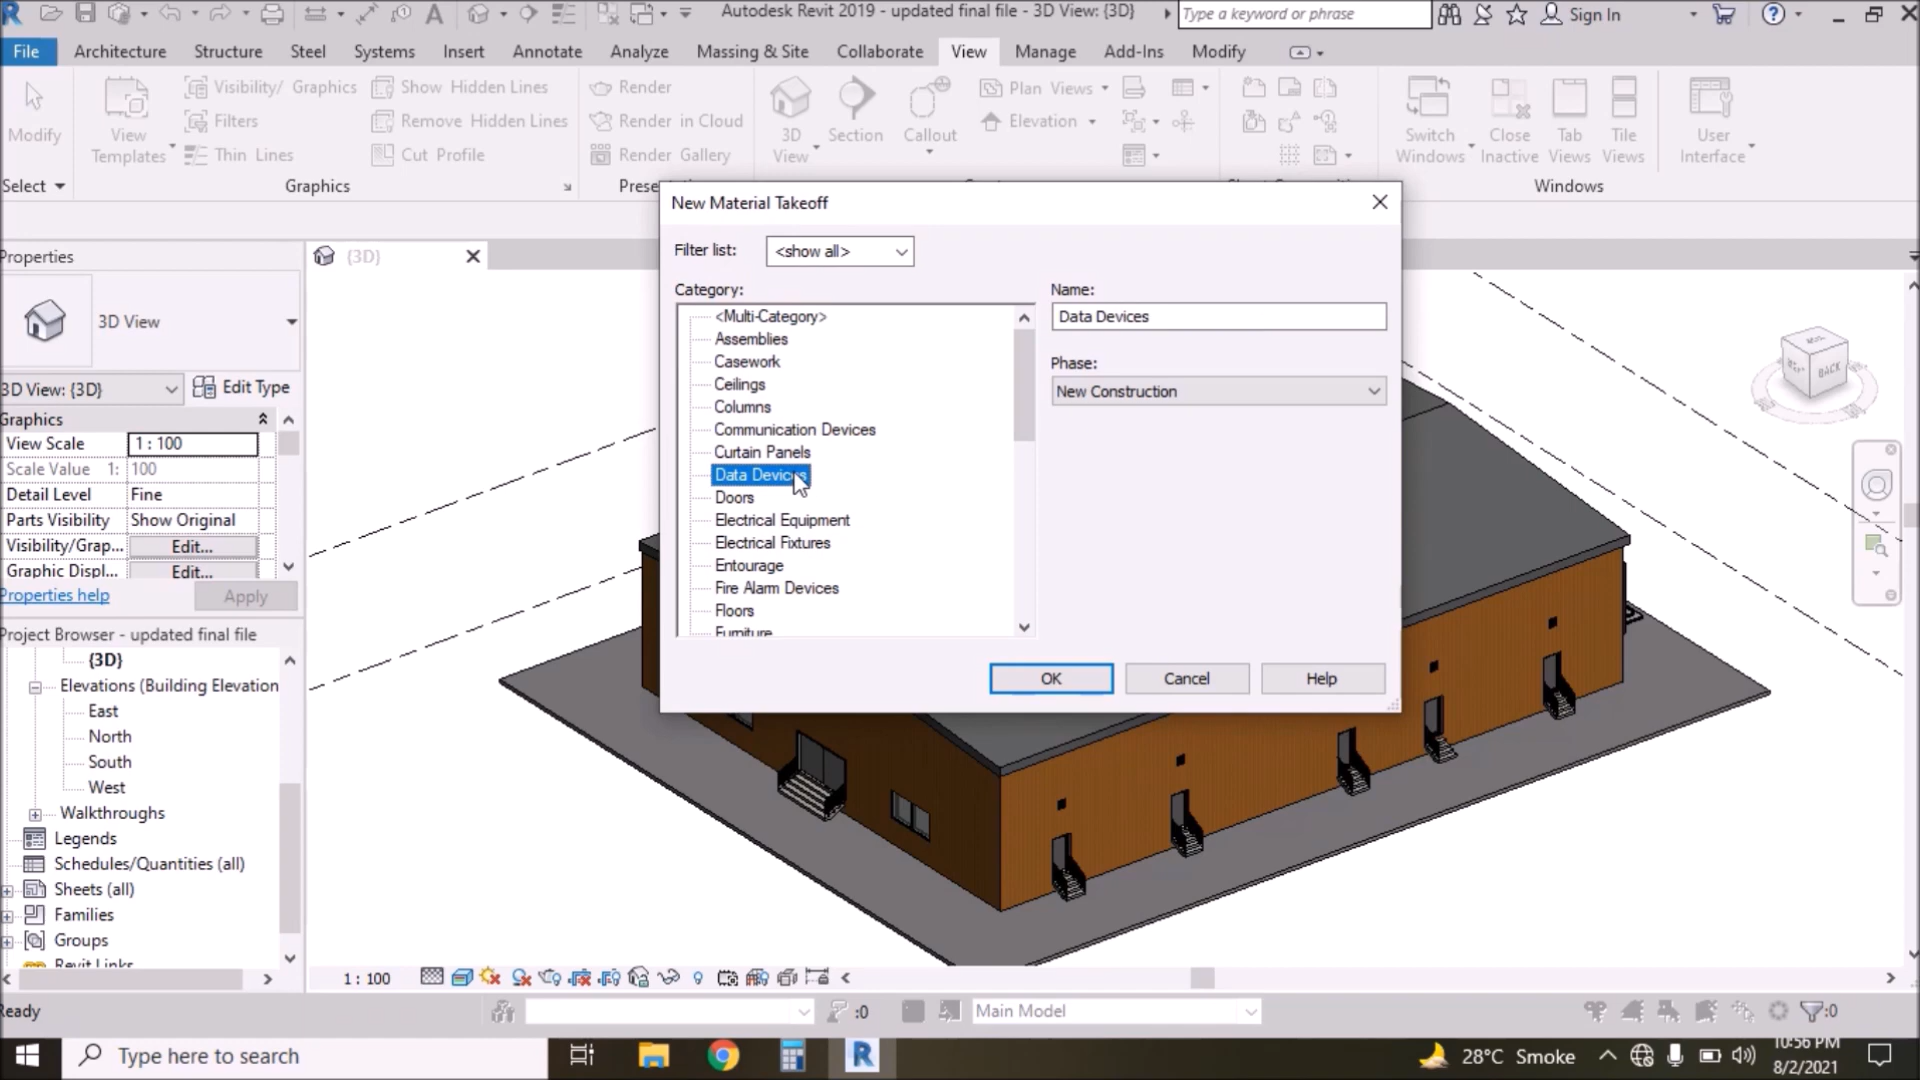 Autodesk Revit 2019 - updated final file - 3D View: {3D}
Type a keyword or phrase
Sign In
File Architecture Structure Steel Systems Insert Annotate Analyze Massing & Site Collaborate View Manage Add-Ins Modify
Modify
View Templates
Visibility/ Graphics
Filters
Thin Lines
Show Hidden Lines
Remove Hidden Lines
Cut Profile
Render
Render in Cloud
Render Gallery
3D View
Section
Callout
Plan Views
Elevation
Switch Windows
Close Inactive
Tab Views
Tile Views
User Interface
Select
Graphics
Windows
Properties
{3D}
3D View
3D View: {3D}
Edit Type
Graphics
View Scale 1 : 100
Scale Value 1: 100
Detail Level Fine
Parts Visibility Show Original
Visibility/Grap... Edit...
Graphic Displ... Edit...
Properties help
Apply
Project Browser - updated final file
{3D}
Elevations (Building Elevation
East
North
South
West
Walkthroughs
Legends
Schedules/Quantities (all)
Sheets (all)
Families
Groups
Revit Links
New Material Takeoff
Filter list: <show all>
Category:
<Multi-Category>
Assemblies
Casework
Ceilings
Columns
Communication Devices
Curtain Panels
Data Devices
Doors
Electrical Equipment
Electrical Fixtures
Entourage
Fire Alarm Devices
Floors
Furniture
Name:
Data Devices
Phase:
New Construction
OK
Cancel
Help
BACK
1 : 100
Ready
:0
Main Model
:0
Type here to search
28°C Smoke
10:56 PM
8/2/2021